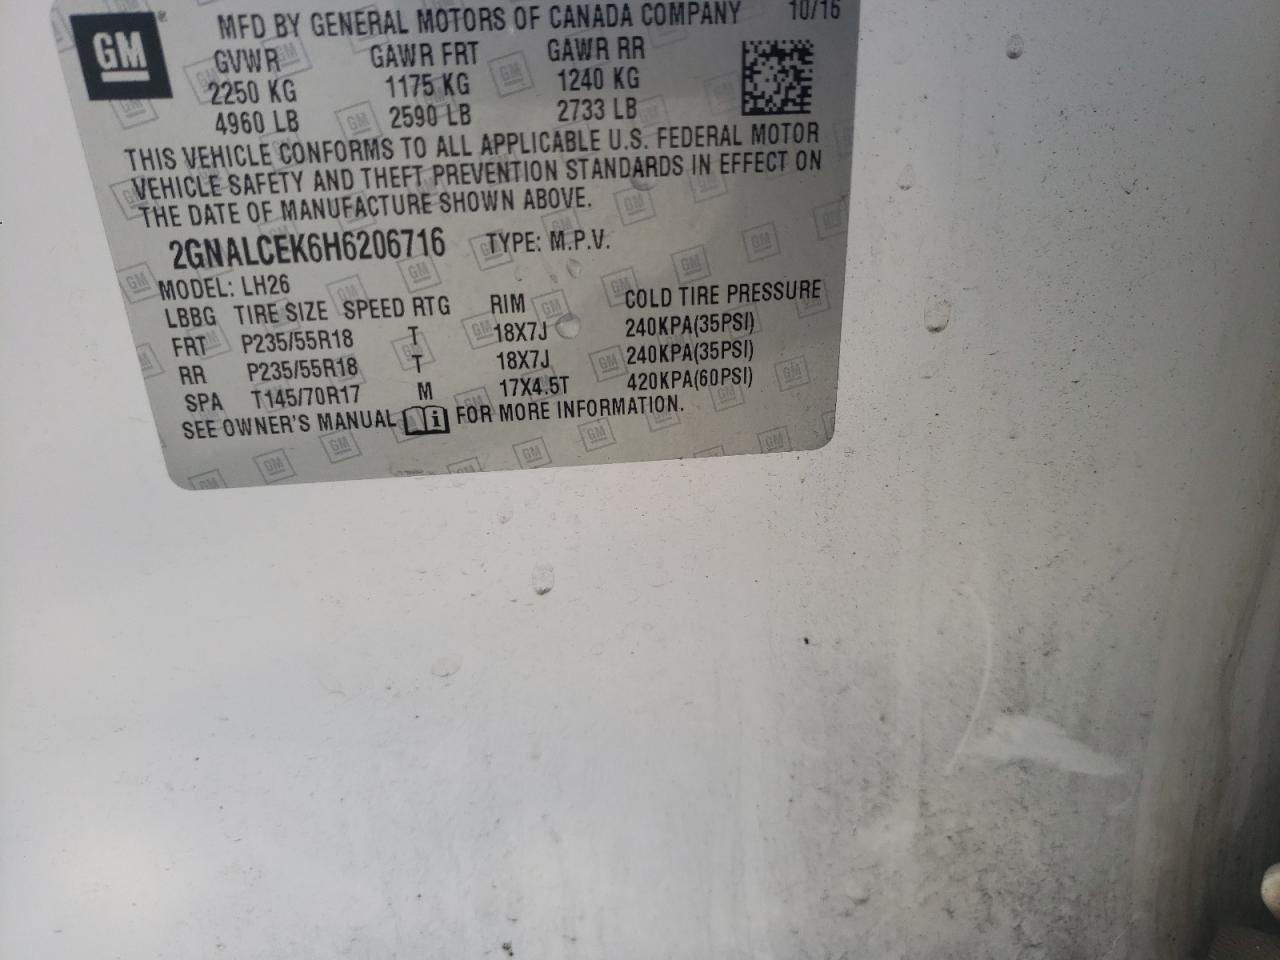 GM
MFD BY GENERAL MOTORS OF CANADA COMPANY 10/16
GVWR GAWR FRT GAWR RR
2250 KG 1175 KG 1240 KG
4960 LB 2590 LB 2733 LB
THIS VEHICLE CONFORMS TO ALL APPLICABLE U.S. FEDERAL MOTOR
VEHICLE SAFETY AND THEFT PREVENTION STANDARDS IN EFFECT ON
THE DATE OF MANUFACTURE SHOWN ABOVE.
2GNALCEK6H6206716 TYPE: M.P.V.
MODEL: LH26
LBBG TIRE SIZE SPEED RTG RIM COLD TIRE PRESSURE
FRT P235/55R18 T 18X7J 240KPA(35PSI)
RR P235/55R18 T 18X7J 240KPA(35PSI)
SPA T145/70R17 M 17X4.5T 420KPA(60PSI)
SEE OWNER'S MANUAL i FOR MORE INFORMATION.